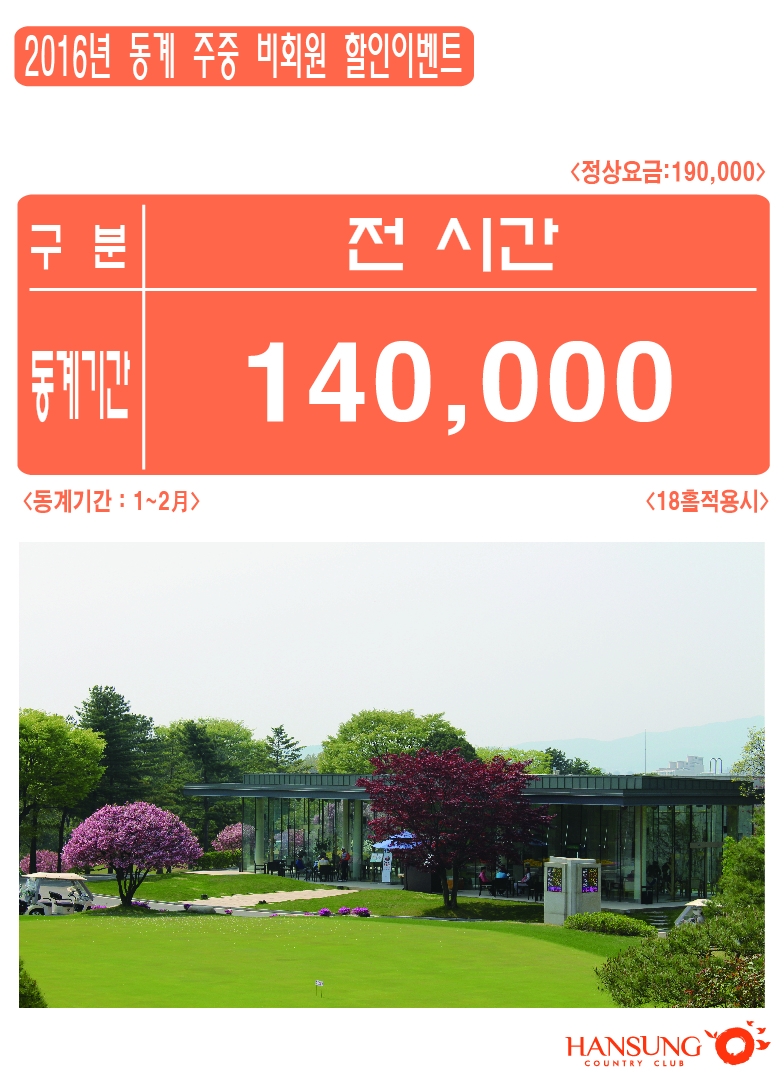 2016년 동계 주중 비회원 할인이벤트
<정상요금:190,000>
구 분 전 시간
동계기간 140,000
<동계기간 : 1~2月> <18홀적용시>
HANSUNG
COUNTRY CLUB